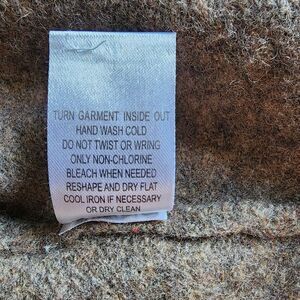 TURN GARMENT INSIDE OUT
HAND WASH COLD
DO NOT TWIST OR WRING
ONLY NON-CHLORINE
BLEACH WHEN NEEDED
RESHAPE AND DRY FLAT
COOL IRON IF NECESSARY
OR DRY CLEAN